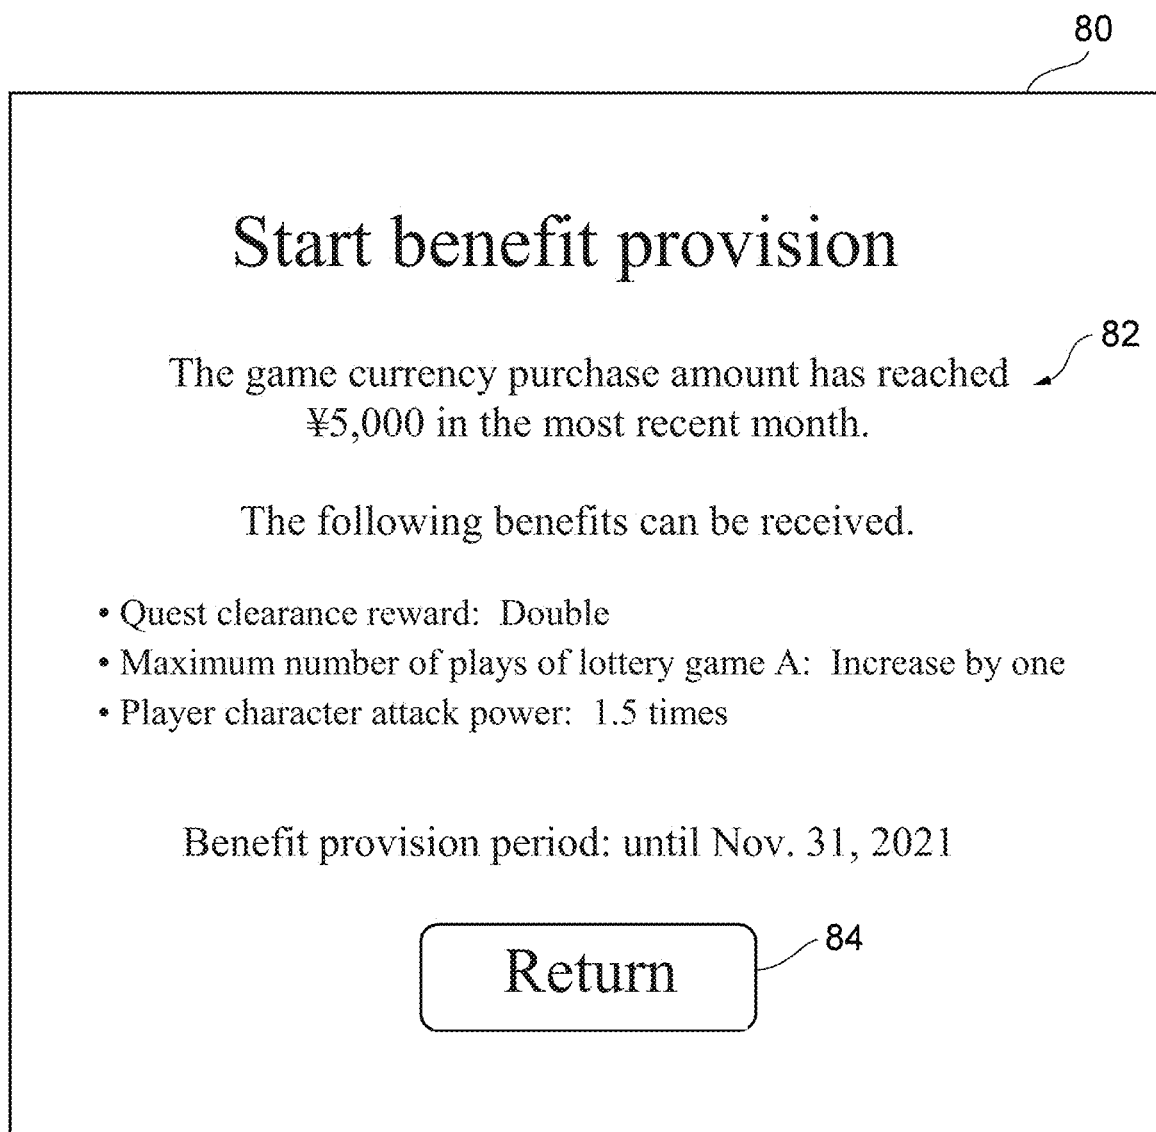 80
Start benefit provision
The game currency purchase amount has reached
82
¥5,000 in the most recent month.
The following benefits can be received.
• Quest clearance reward: Double
• Maximum number of plays of lottery game A: Increase by one
• Player character attack power: 1.5 times
Benefit provision period: until Nov. 31, 2021
Return
84